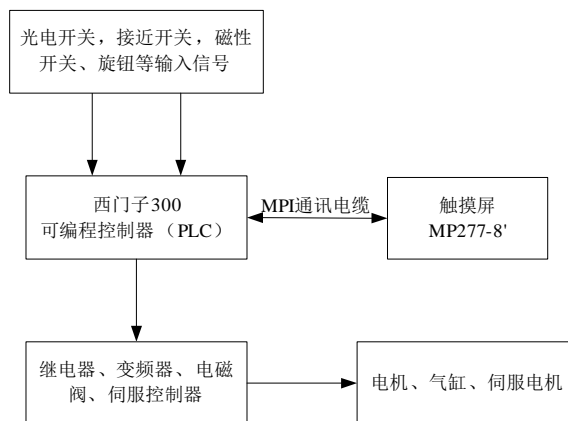 光电开关，接近开关，磁性
开关、旋钮等输入信号
西门子300
可编程控制器（PLC）
MPI通讯电缆
触摸屏
MP277-8'
继电器、变频器、电磁
阀、伺服控制器
电机、气缸、伺服电机